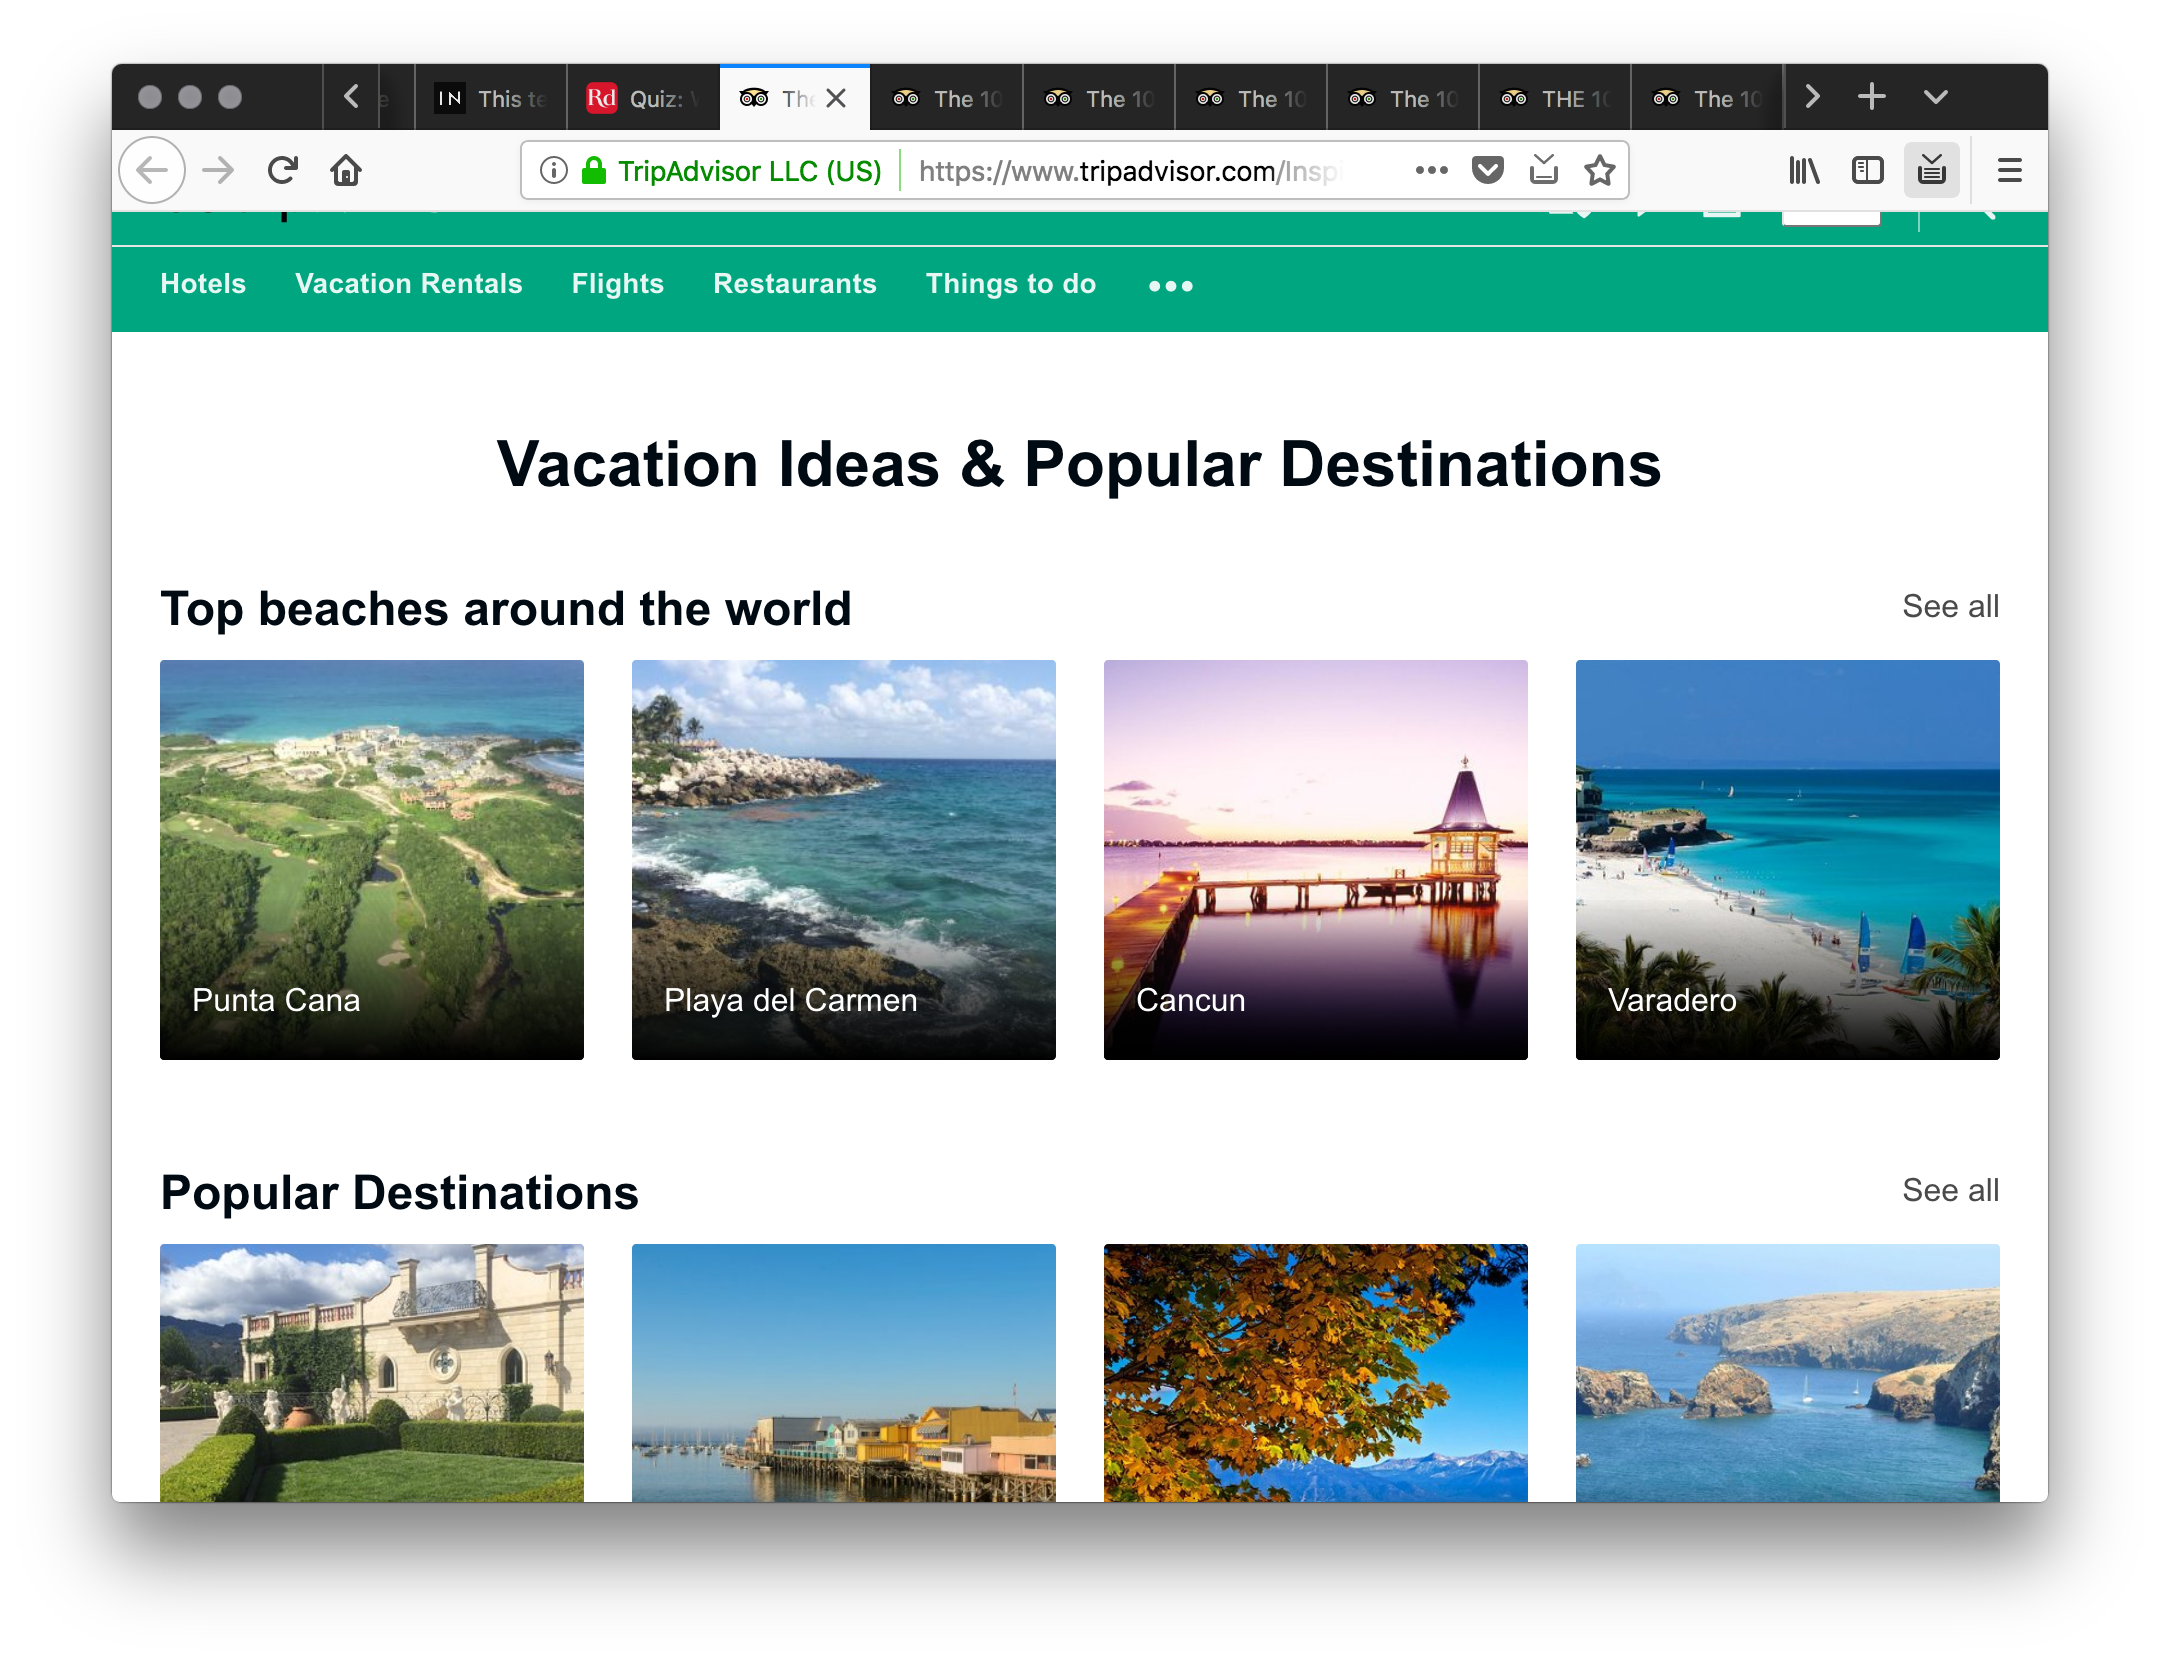 This te
Rd Quiz:
The
The 10
The 10
The 10
The 10
THE 10
The 10
TripAdvisor LLC (US) https://www.tripadvisor.com/Insp
Hotels Vacation Rentals Flights Restaurants Things to do
Vacation Ideas & Popular Destinations
Top beaches around the world See all
Punta Cana Playa del Carmen Cancun Varadero
Popular Destinations See all